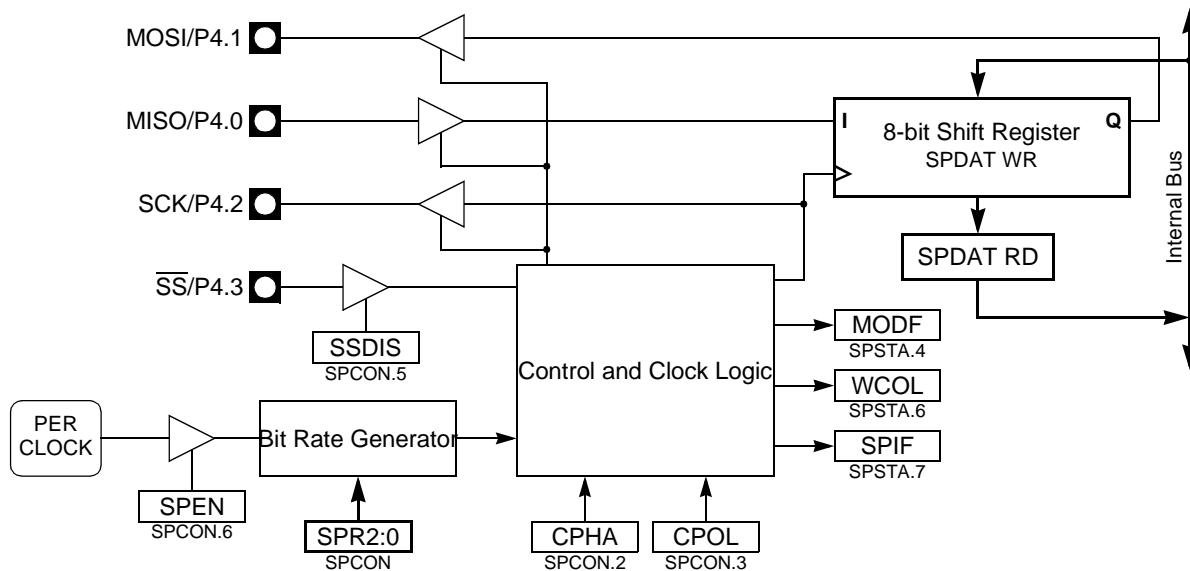 MOSI/P4.1
MISO/P4.0
I
8-bit Shift Register
Q
SPDAT WR
SCK/P4.2
Internal Bus
SPDAT RD
SS/P4.3
MODF
SPSTA.4
SSDIS
SPCON.5
Control and Clock Logic
WCOL
SPSTA.6
PER
CLOCK
Bit Rate Generator
SPIF
SPSTA.7
SPEN
SPCON.6
SPR2:0
SPCON
CPHA
SPCON.2
CPOL
SPCON.3